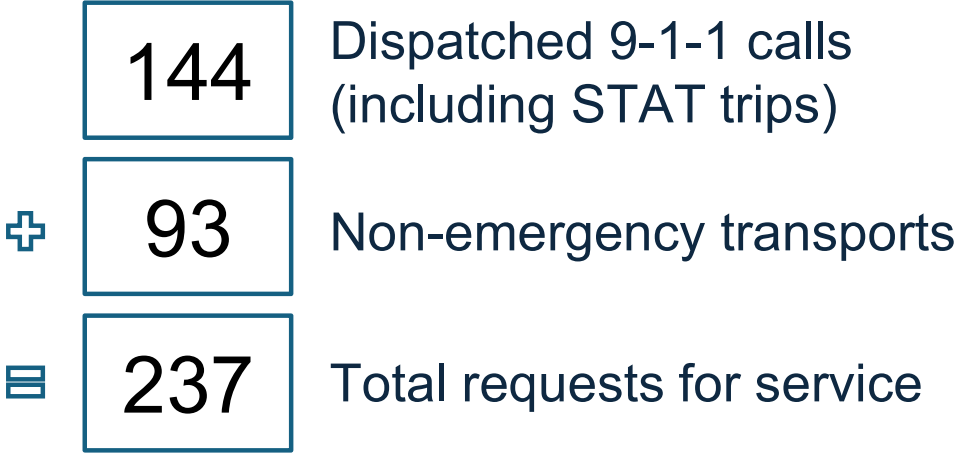 144 Dispatched 9-1-1 calls
(including STAT trips)
+ 93 Non-emergency transports
= 237 Total requests for service